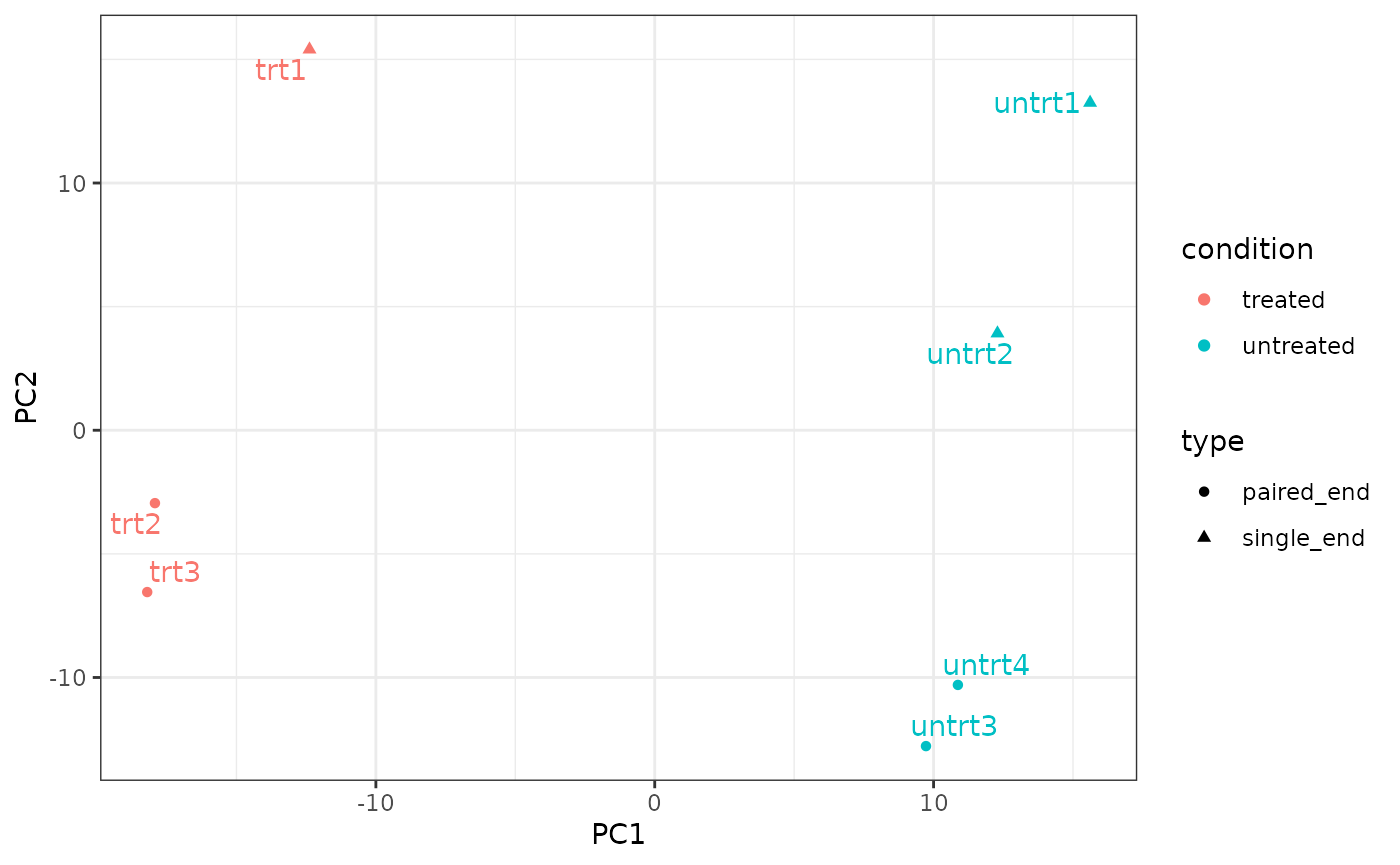 trt1
untrt1
10
untrt2
PC2
0
trt2
trt3
untrt4
-10
untrt3
-10
0
10
PC1
condition
treated
untreated
type
paired_end
single_end